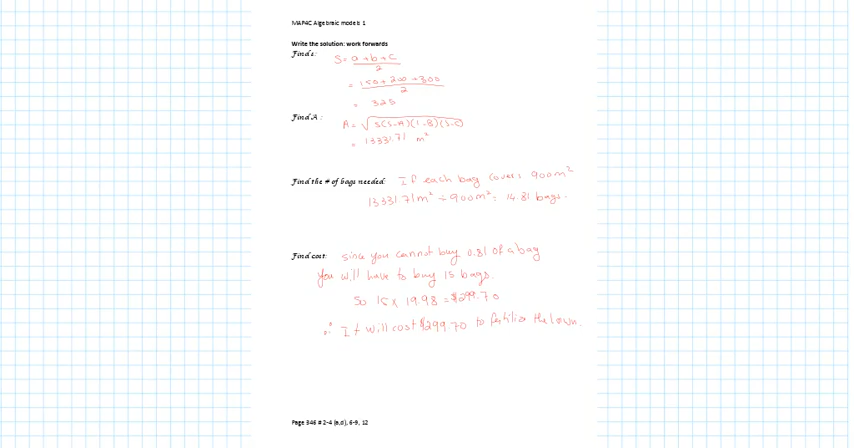 MAP4C Algebraic models 1
Write the solution: work forwards
Find s: S = a + b + c
2
= 150 + 200 + 300
2
= 325
Find A : A = √ S(S-A)(S-B)(S-C)
= 13331.71 m²
Find the # of bags needed: If each bag covers 900m²
13331.71m² ÷ 900m² = 14.81 bags.
Find cost: since you cannot buy 0.81 of a bag
you will have to buy 15 bags.
So 15 x 19.98 = $299.70
∴ It will cost $299.70 to fertilize the lawn.
Page 346 # 2-4 (a,d), 6-9, 12